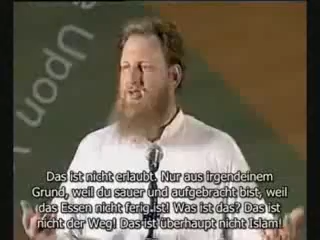 Upon Y
Das ist nicht erlaubt. Nur aus irgendeinem
Grund, weil du sauer und aufgebracht bist, weil
das Essen nicht ferig ist! Was ist das? Das ist
nicht der Weg! Das ist überhaupt nicht Islam!